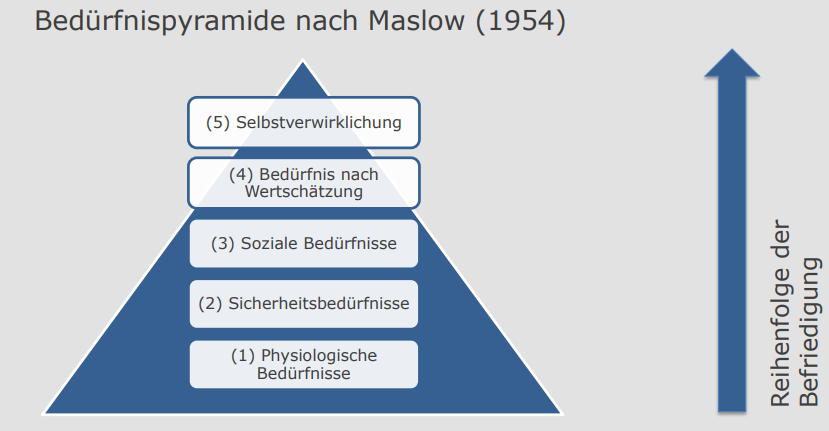 Bedürfnispyramide nach Maslow (1954)
(5) Selbstverwirklichung
(4) Bedürfnis nach
Wertschätzung
(3) Soziale Bedürfnisse
(2) Sicherheitsbedürfnisse
(1) Physiologische
Bedürfnisse
Reihenfolge der
Befriedigung